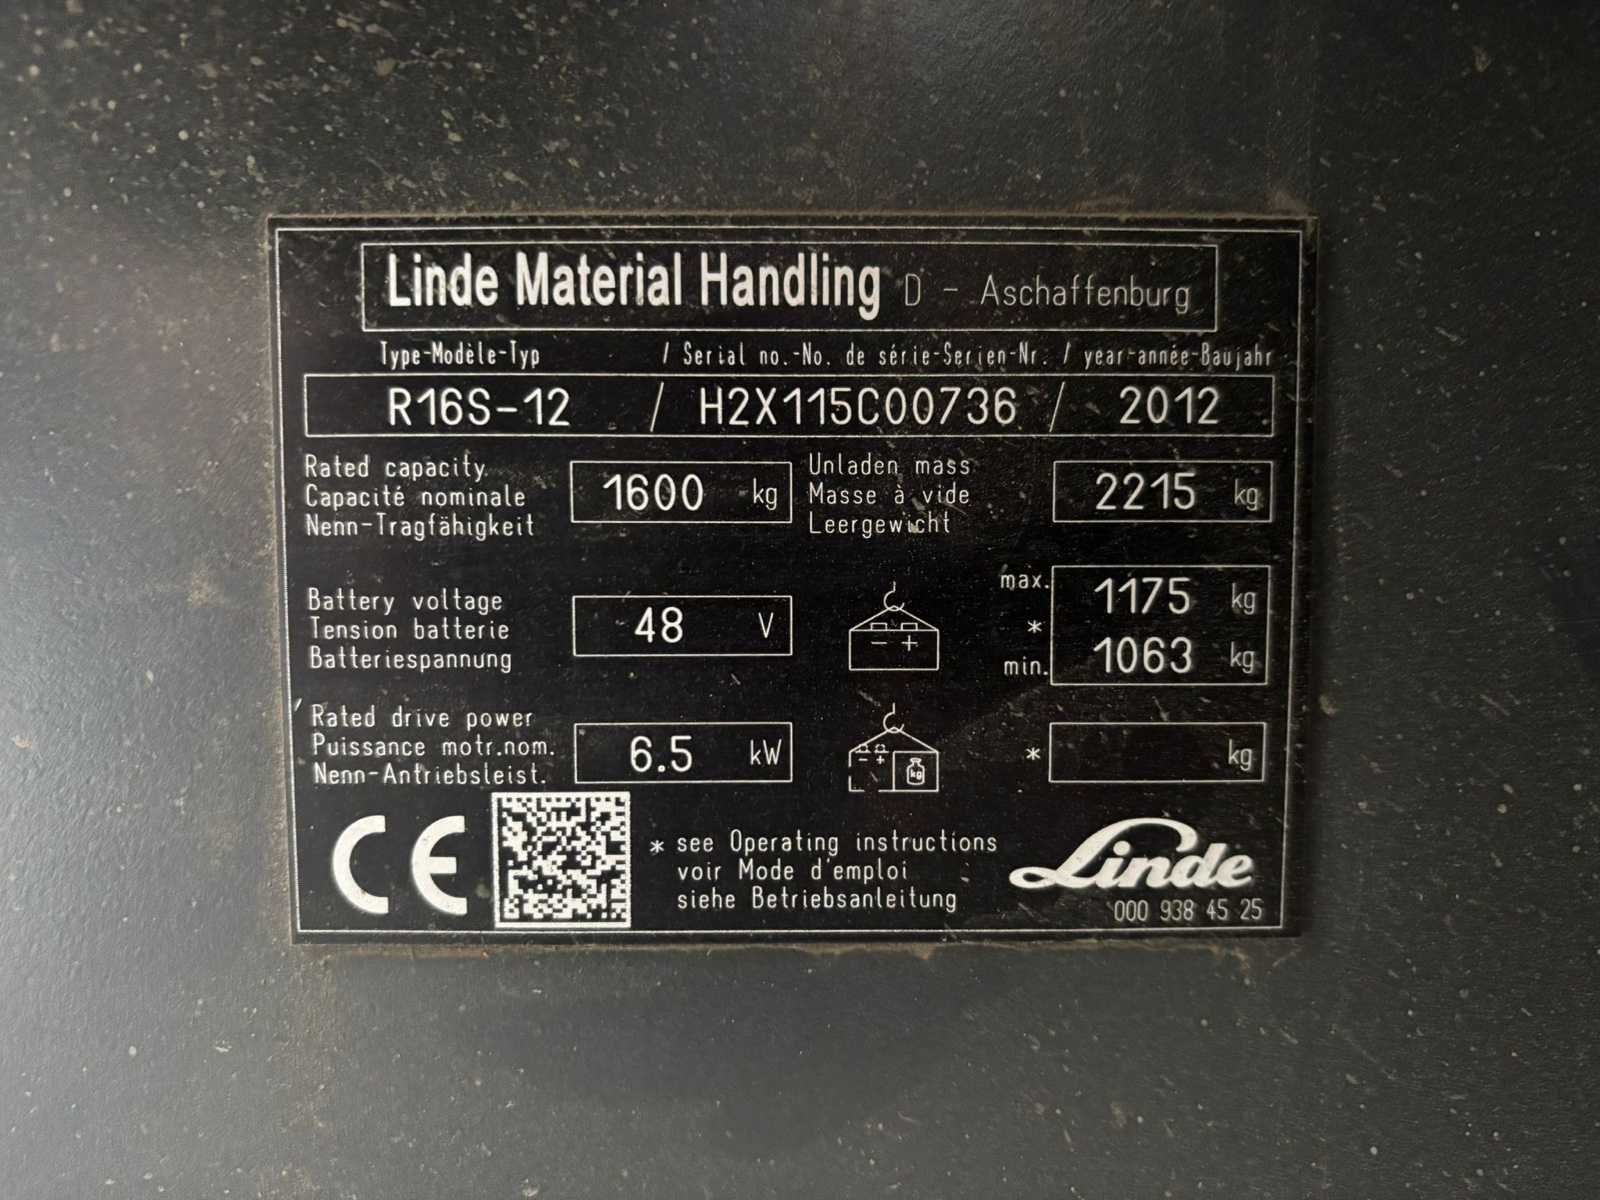 Linde Material Handling D - Aschaffenburg
Type-Modèle-Typ / Serial no.-No. de série-Serien-Nr. / year-année-Baujahr
R16S-12 / H2X115C00736 / 2012
Rated capacity
Capacité nominale
Nenn-Tragfähigkeit
1600 kg
Unladen mass
Masse à vide
Leergewicht
2215 kg
Battery voltage
Tension batterie
Batteriespannung
48 V
- +
max. 1175 kg
*
min. 1063 kg
Rated drive power
Puissance motr.nom.
Nenn-Antriebsleist.
6.5 kW
- +
kg
* kg
CE
* see Operating instructions
voir Mode d'emploi
siehe Betriebsanleitung
Linde
000 938 45 25